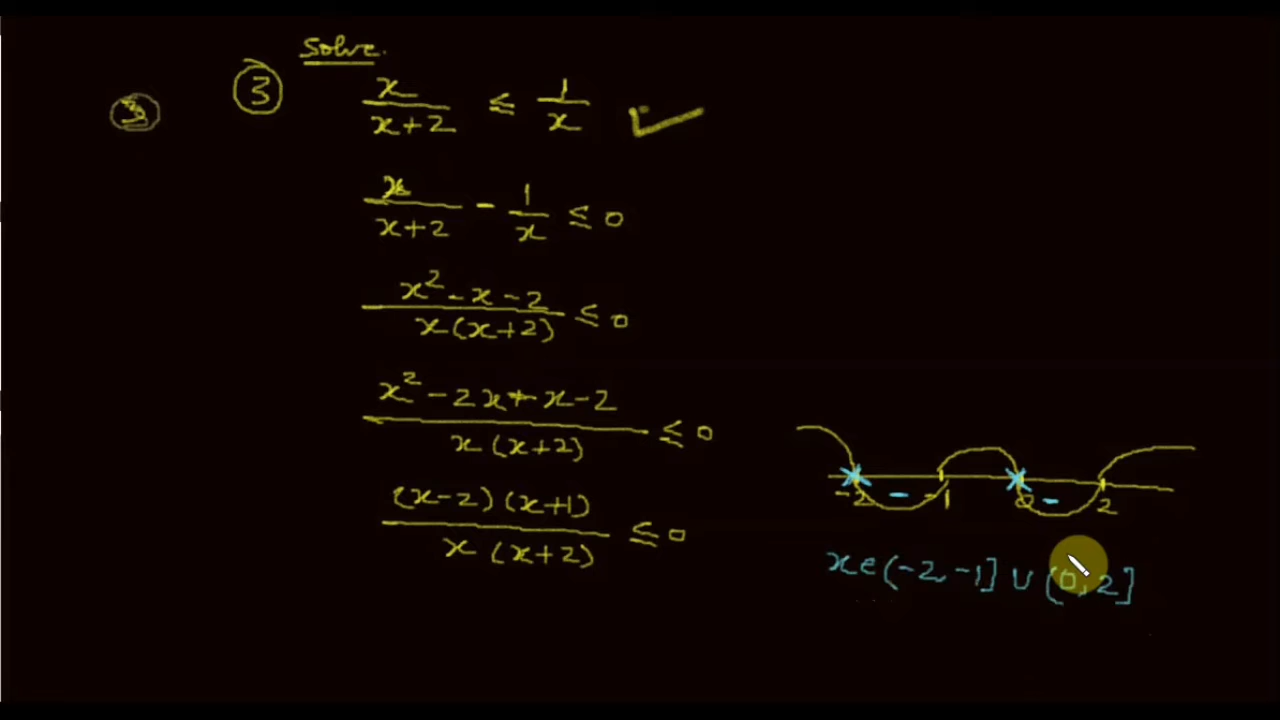 Solve.
3
3 x/(x+2) ≤ 1/x ✓
x/(x+2) - 1/x ≤ 0
(x² - x - 2)/(x(x+2)) ≤ 0
(x² - 2x + x - 2)/(x(x+2)) ≤ 0
((x-2)(x+1))/(x(x+2)) ≤ 0
- -
-2 -1 0 2
x ∈ (-2, -1] ∪ (0, 2]